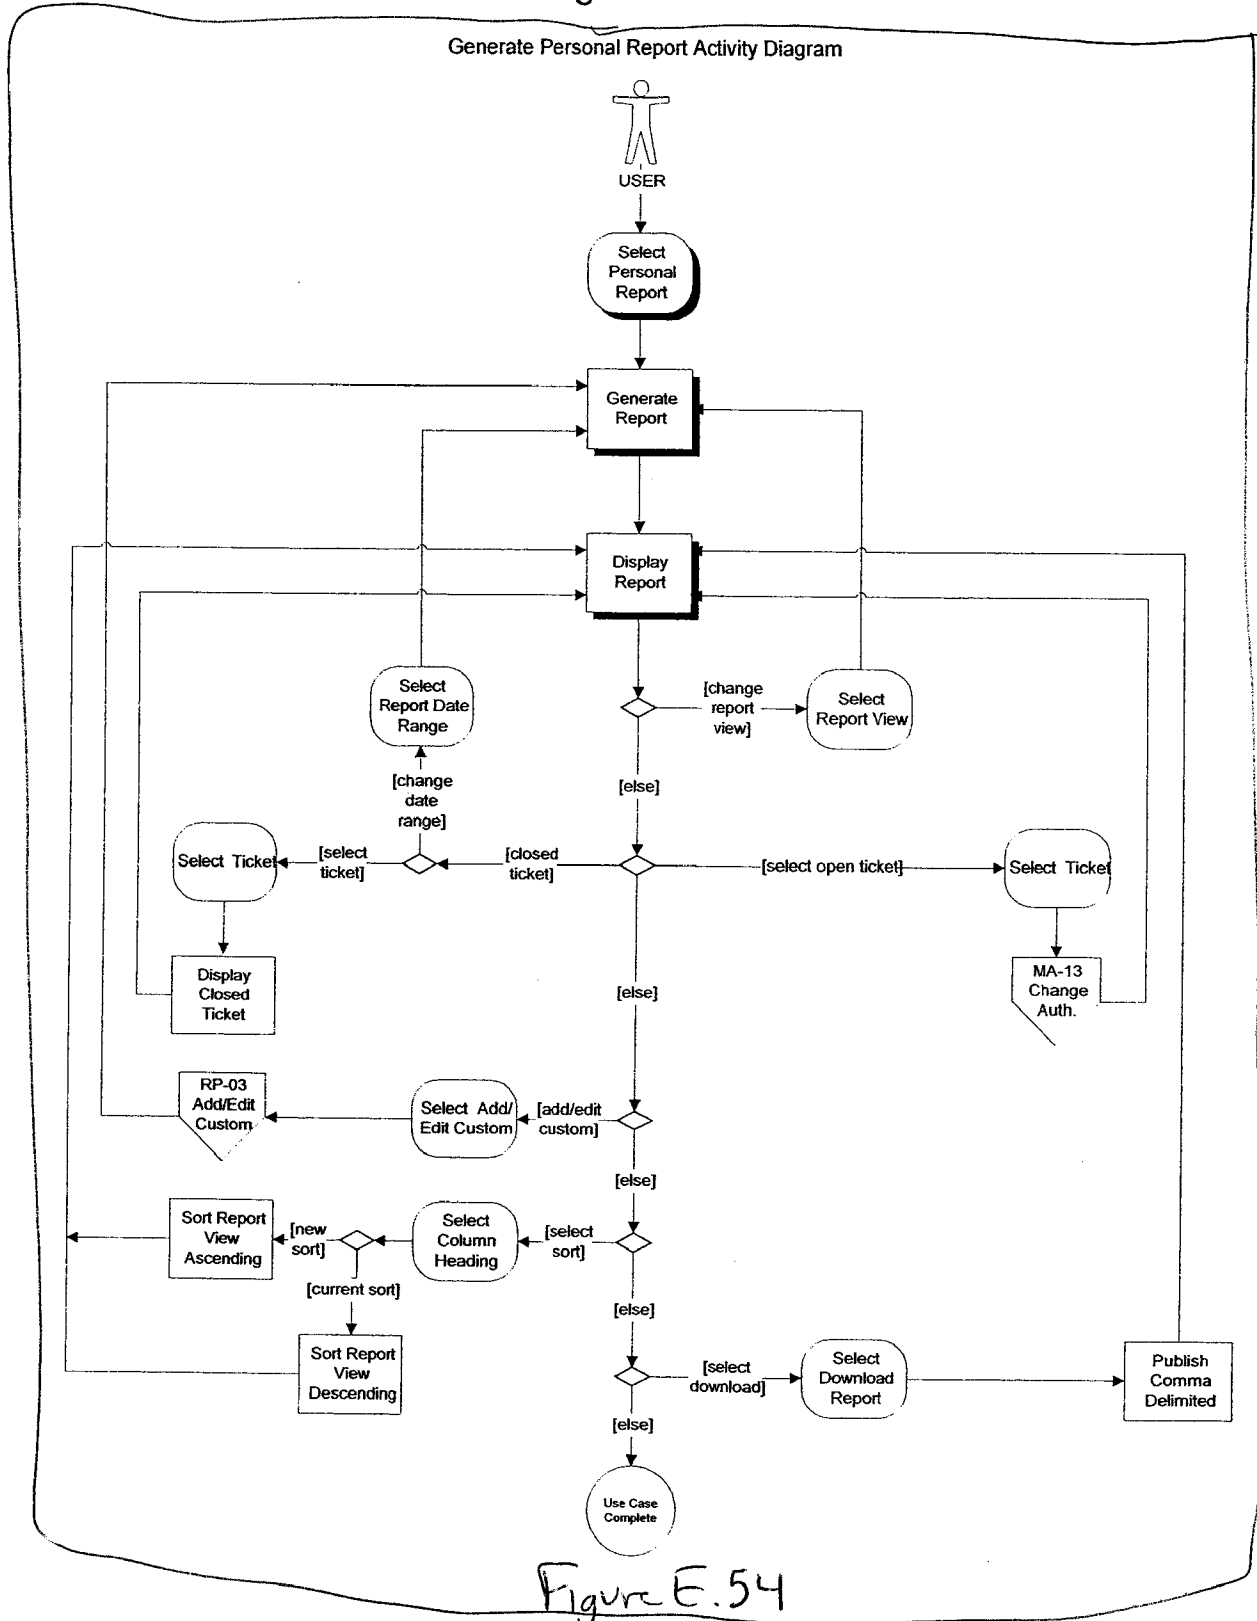 Generate Personal Report Activity Diagram
USER
Select
Personal
Report
Generate
Report
Display
Report
Select
Report Date
Range
[change
report
view]
Select
Report View
[else]
[change
date
range]
Select Ticket
[select
ticket]
[closed
ticket]
[select open ticket]
Select Ticket
Display
Closed
Ticket
[else]
MA-13
Change
Auth.
RP-03
Add/Edit
Custom
Select Add/
Edit Custom
[add/edit
custom]
[else]
Sort Report
View
Ascending
[new
sort]
Select
Column
Heading
[select
sort]
[current sort]
[else]
Sort Report
View
Descending
[select
download]
Select
Download
Report
Publish
Comma
Delimited
[else]
Use Case
Complete
Figure E.54